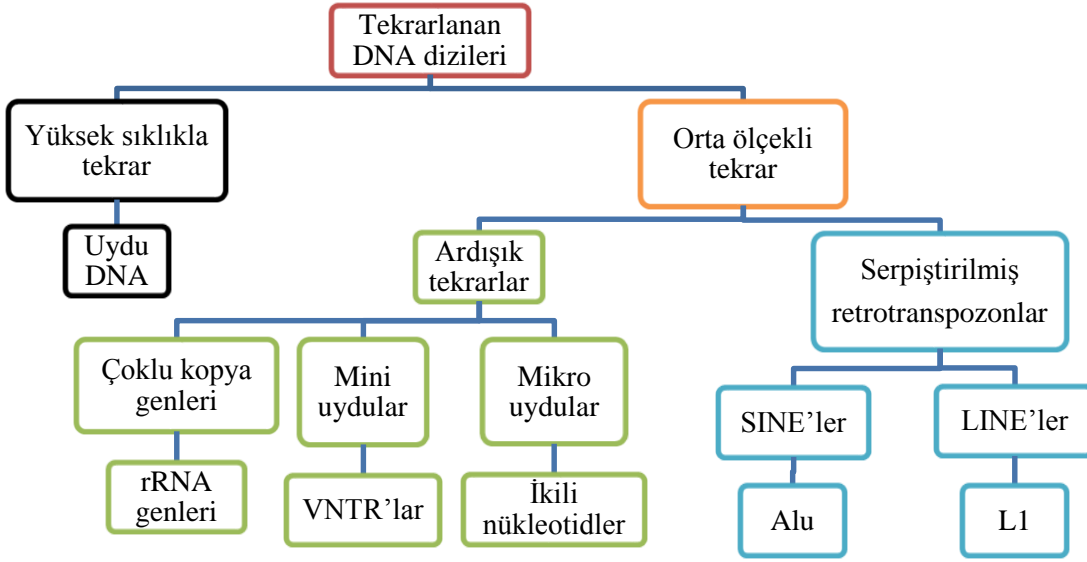 Tekrarlanan
DNA dizileri
Yüksek sıklıkla
tekrar
Orta ölçekli
tekrar
Uydu
DNA
Ardışık
tekrarlar
Serpiştirilmiş
retrotranspozonlar
Çoklu kopya
genleri
Mini
uydular
Mikro
uydular
SINE’ler
LINE’ler
rRNA
genleri
VNTR’lar
İkili
nükleotidler
Alu
L1